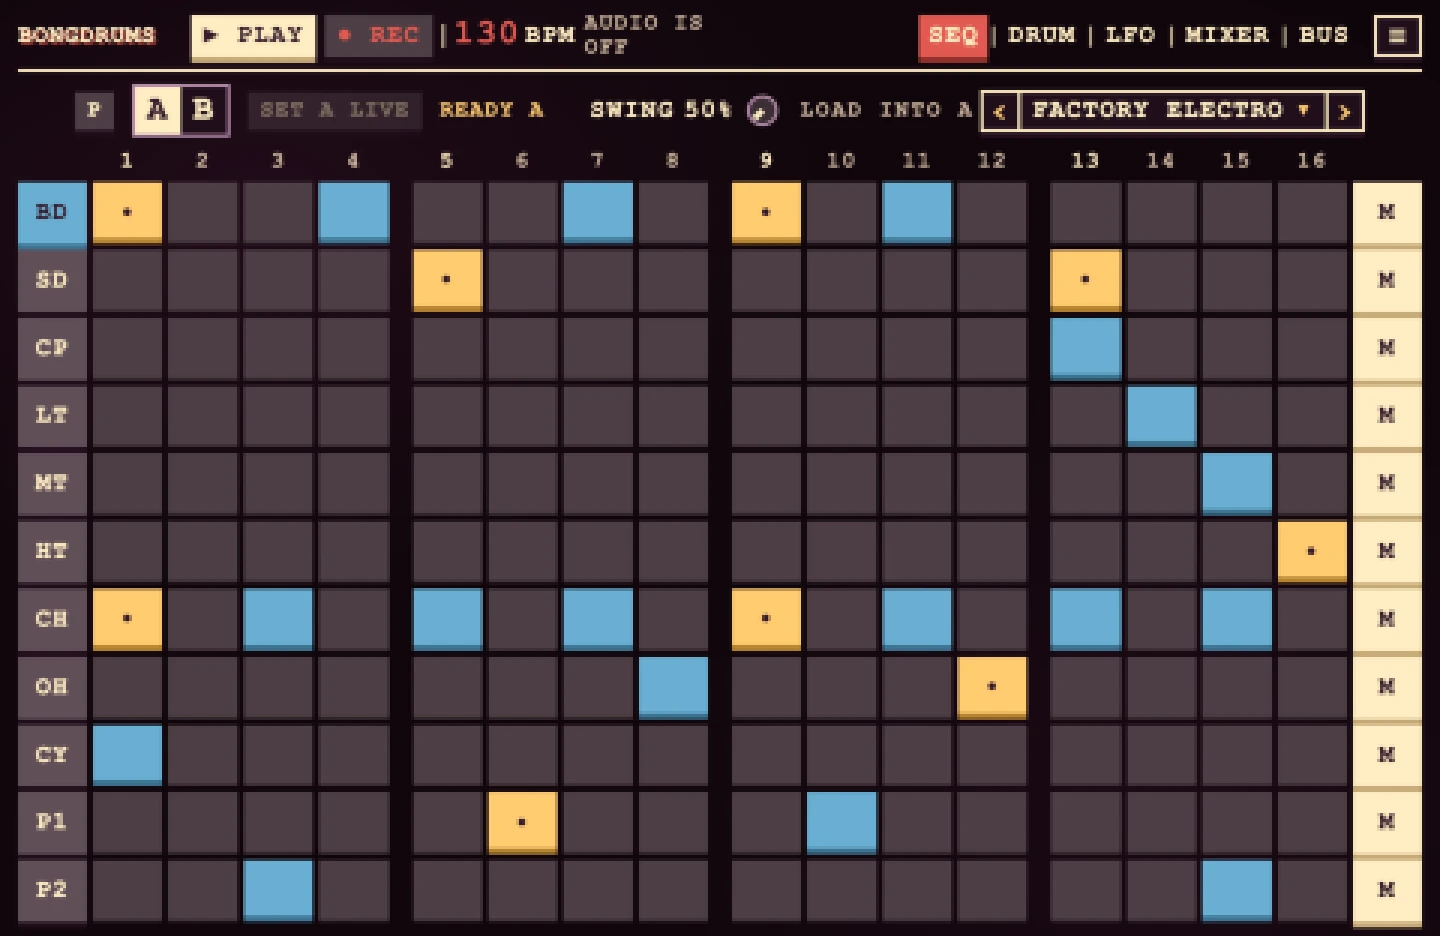 BONGDRUMS ▶ PLAY ● REC | 130 BPM AUDIO IS OFF SEQ | DRUM | LFO | MIXER | BUS ≡
P A B SET A LIVE READY A SWING 50% LOAD INTO A < FACTORY ELECTRO ▼ >
1 2 3 4 5 6 7 8 9 10 11 12 13 14 15 16
BD M
SD M
CP M
LT M
MT M
HT M
CH M
OH M
CY M
P1 M
P2 M